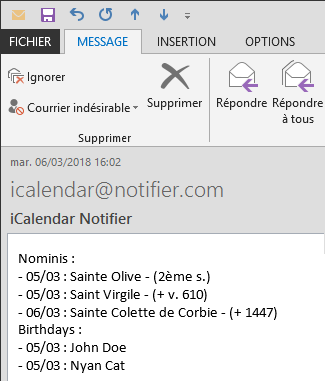 FICHIER MESSAGE INSERTION OPTIONS
Ignorer
Courrier indésirable
Supprimer
Répondre
Répondre
à tous
Supprimer
mar. 06/03/2018 16:02
icalendar@notifier.com
iCalendar Notifier
Nominis :
- 05/03 : Sainte Olive - (2ème s.)
- 05/03 : Saint Virgile - (+ v. 610)
- 06/03 : Sainte Colette de Corbie - (+ 1447)
Birthdays :
- 05/03 : John Doe
- 05/03 : Nyan Cat